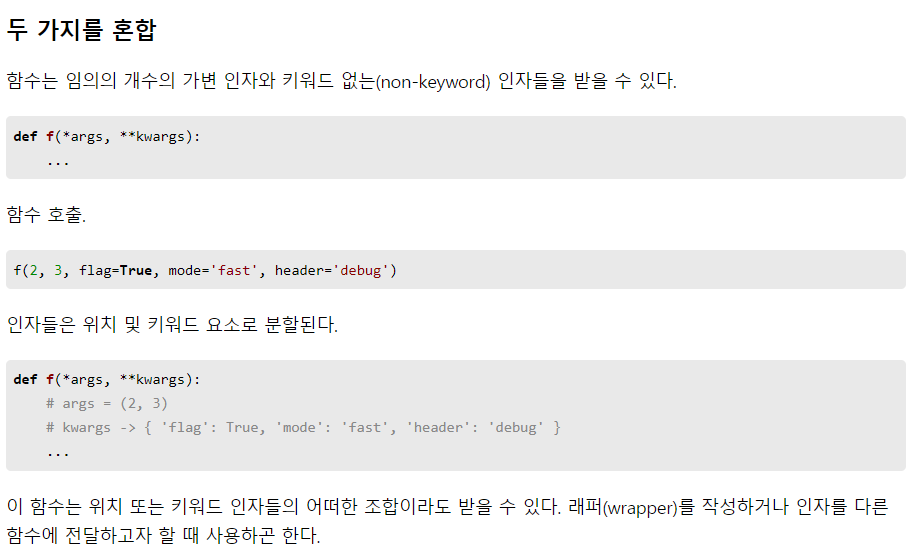 두 가지를 혼합
함수는 임의의 개수의 가변 인자와 키워드 없는(non-keyword) 인자들을 받을 수 있다.
def f(*args, **kwargs):
    ...
함수 호출.
f(2, 3, flag=True, mode='fast', header='debug')
인자들은 위치 및 키워드 요소로 분할된다.
def f(*args, **kwargs):
    # args = (2, 3)
    # kwargs -> { 'flag': True, 'mode': 'fast', 'header': 'debug' }
    ...
이 함수는 위치 또는 키워드 인자들의 어떠한 조합이라도 받을 수 있다. 래퍼(wrapper)를 작성하거나 인자를 다른
함수에 전달하고자 할 때 사용하곤 한다.